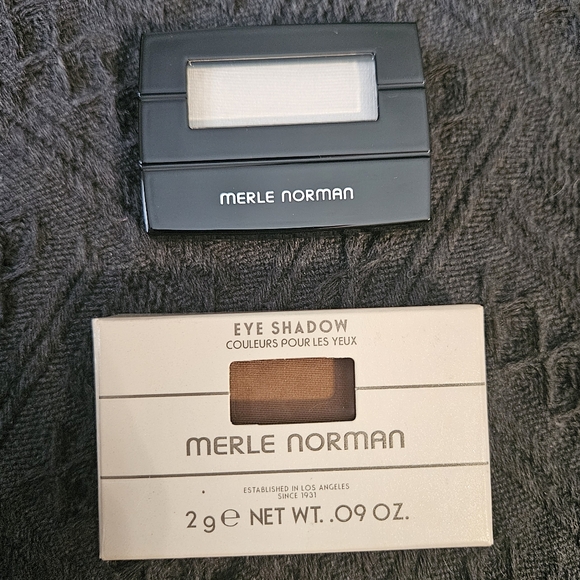 MERLE NORMAN
EYE SHADOW
COULEURS POUR LES YEUX
MERLE NORMAN
ESTABLISHED IN LOS ANGELES
SINCE 1931
2 g e NET WT. .09 OZ.